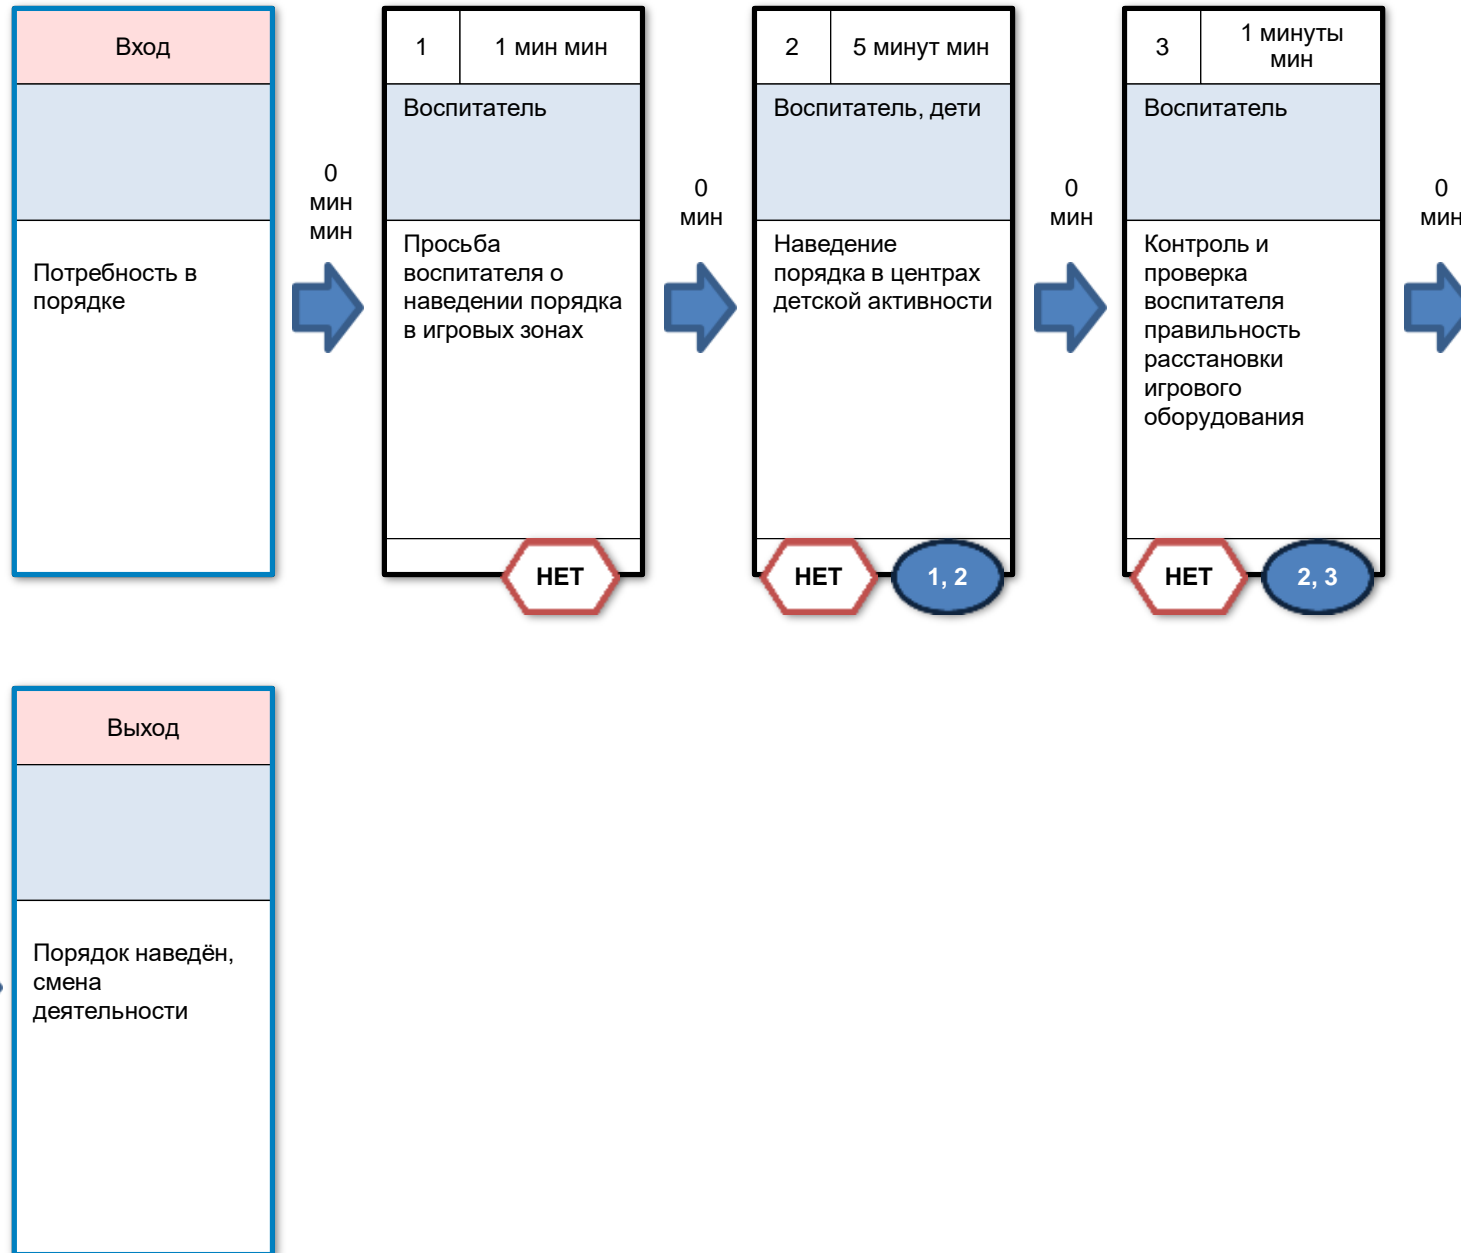 Вход
Потребность в
порядке
0
мин
мин
1
1 мин мин
Воспитатель
Просьба
воспитателя о
наведении порядка
в игровых зонах
НЕТ
0
мин
2
5 минут мин
Воспитатель, дети
Наведение
порядка в центрах
детской активности
НЕТ
1, 2
0
мин
3
1 минуты
мин
Воспитатель
Контроль и
проверка
воспитателя
правильность
расстановки
игрового
оборудования
НЕТ
2, 3
0
мин
Выход
Порядок наведён,
смена
деятельности